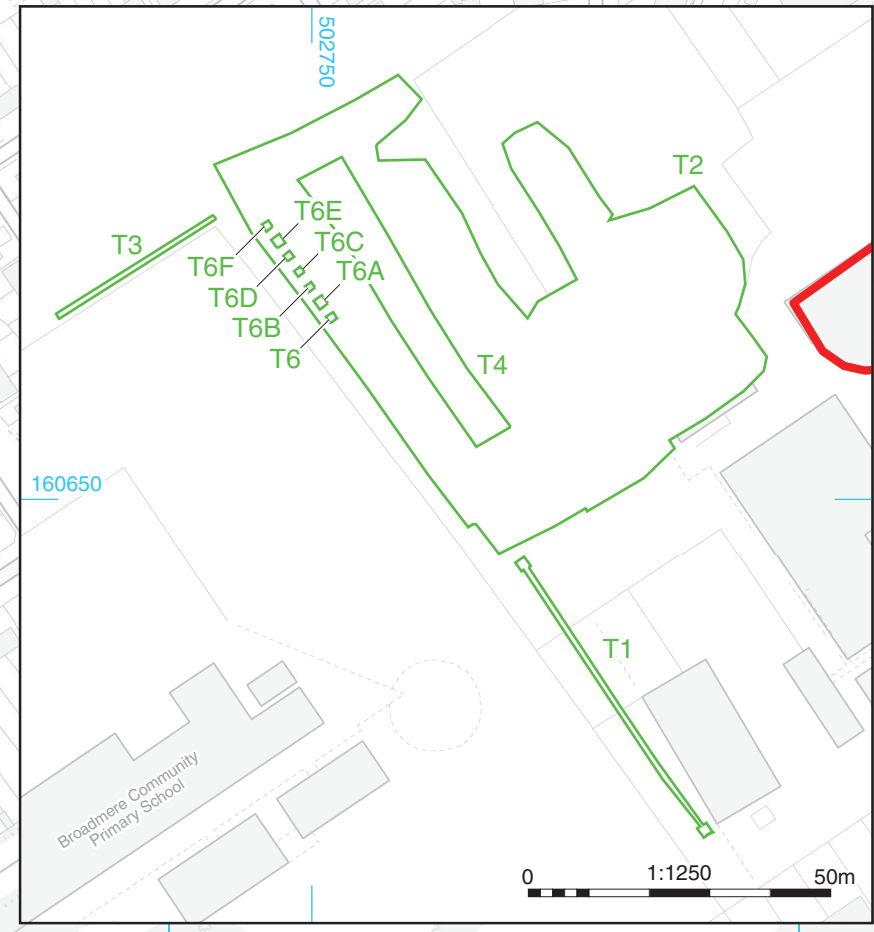 502750
T2
T6E
T3
T6C
T6F
T6A
T6D
T6B
T6
T4
160650
T1
Broadmere Community
Primary School
0
1:1250
50m